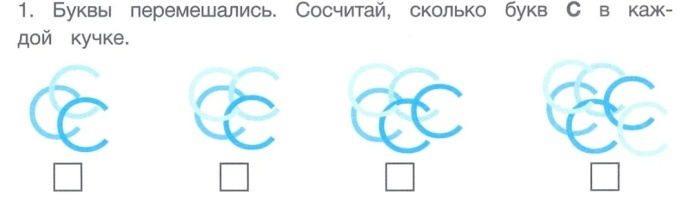 1. Буквы перемешались. Сосчитай, сколько букв С в каж-
дой кучке.